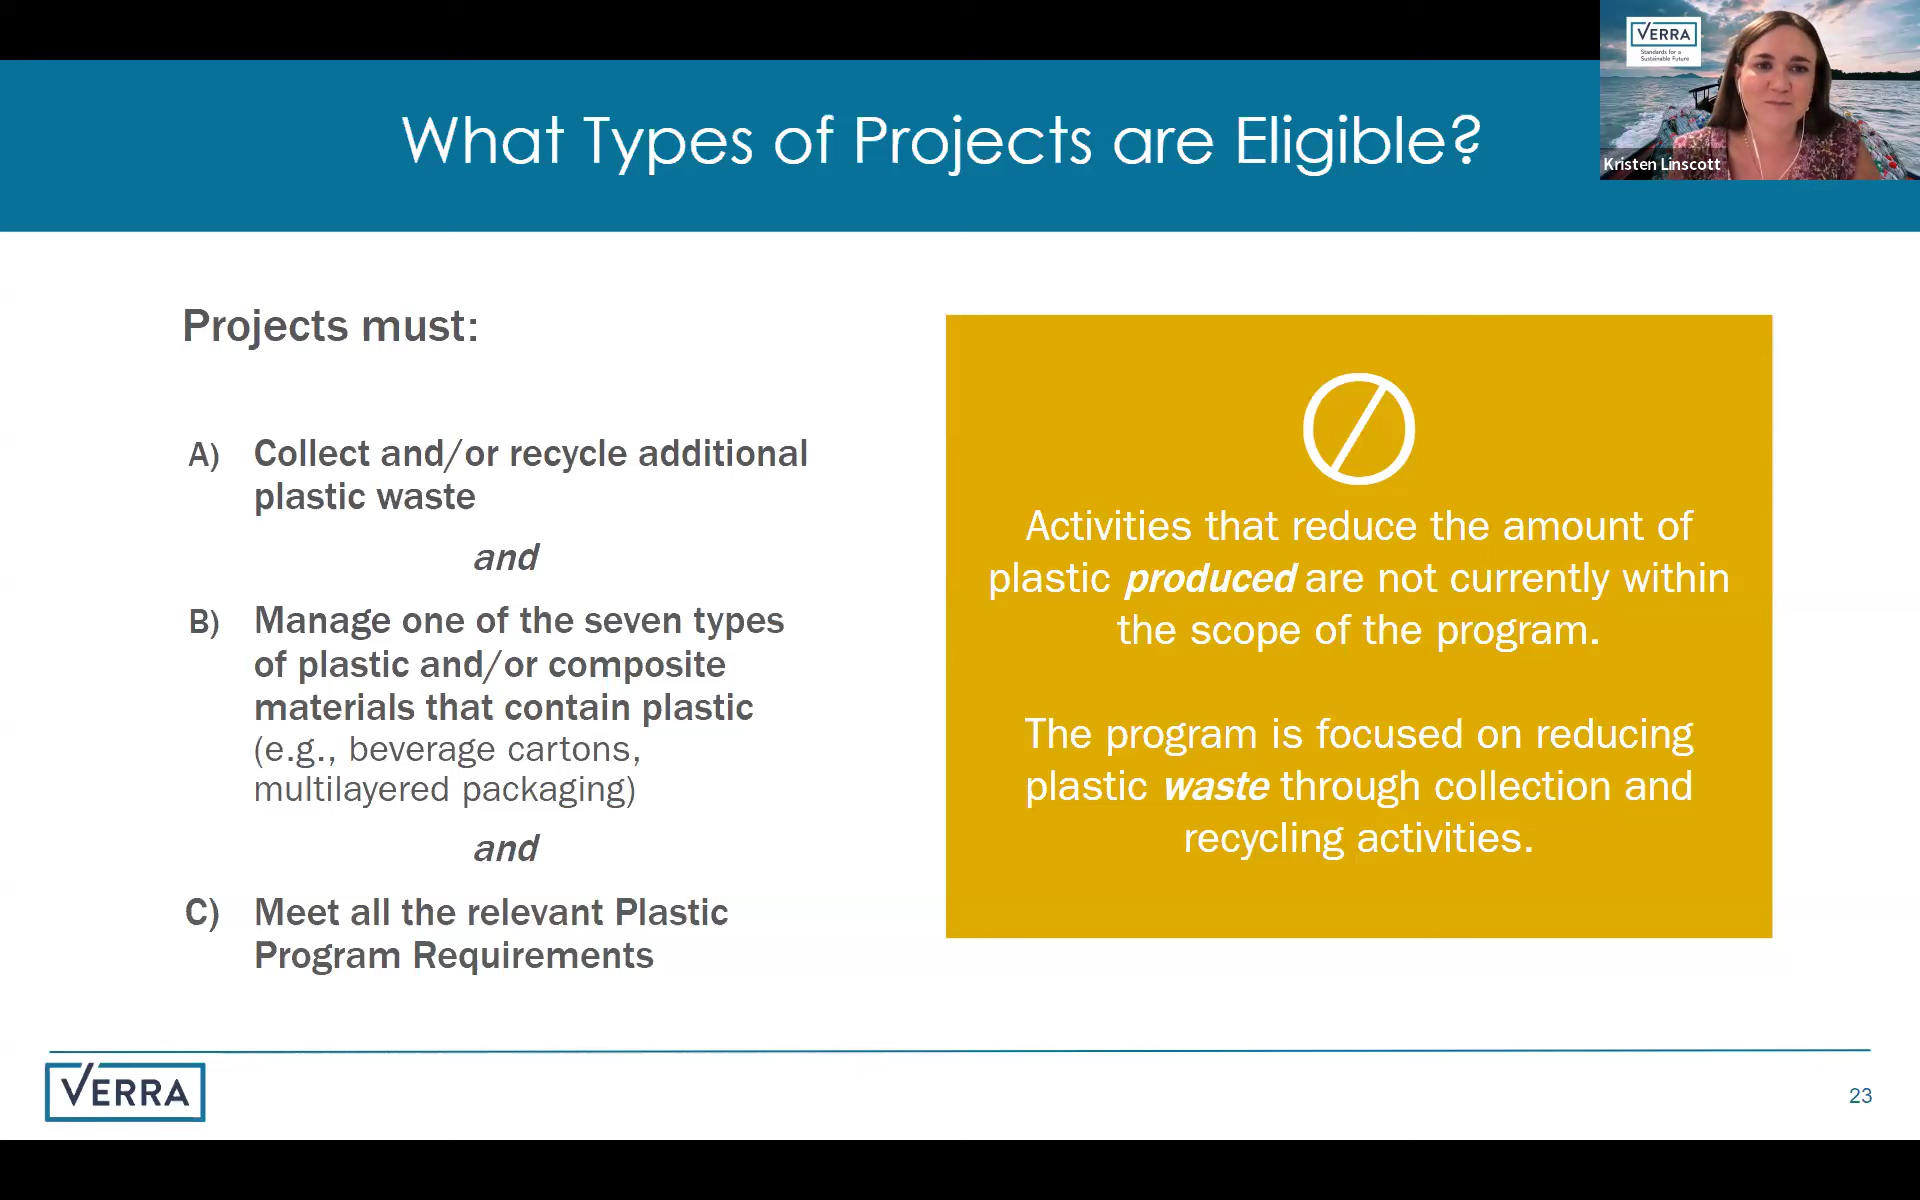 VERRA
Standards for a
Sustainable Future
Kristen Linscott
What Types of Projects are Eligible?
Projects must:
A) Collect and/or recycle additional
plastic waste
and
B) Manage one of the seven types
of plastic and/or composite
materials that contain plastic
(e.g., beverage cartons,
multilayered packaging)
and
C) Meet all the relevant Plastic
Program Requirements
Activities that reduce the amount of
plastic produced are not currently within
the scope of the program.
The program is focused on reducing
plastic waste through collection and
recycling activities.
VERRA
23